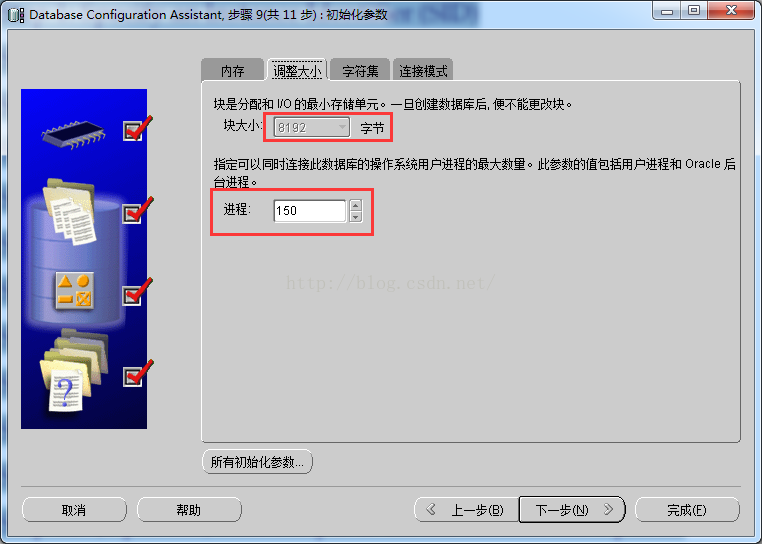 Database Configuration Assistant, 步骤 9(共 11 步) : 初始化参数
内存 调整大小 字符集 连接模式
块是分配和 I/O 的最小存储单元。一旦创建数据库后, 便不能更改块。
块大小: 8192 字节
指定可以同时连接此数据库的操作系统用户进程的最大数量。此参数的值包括用户进程和 Oracle 后
台进程。
进程: 150
http://blog.csdn.net/
所有初始化参数...
取消 帮助 上一步(B) 下一步(N) 完成(F)